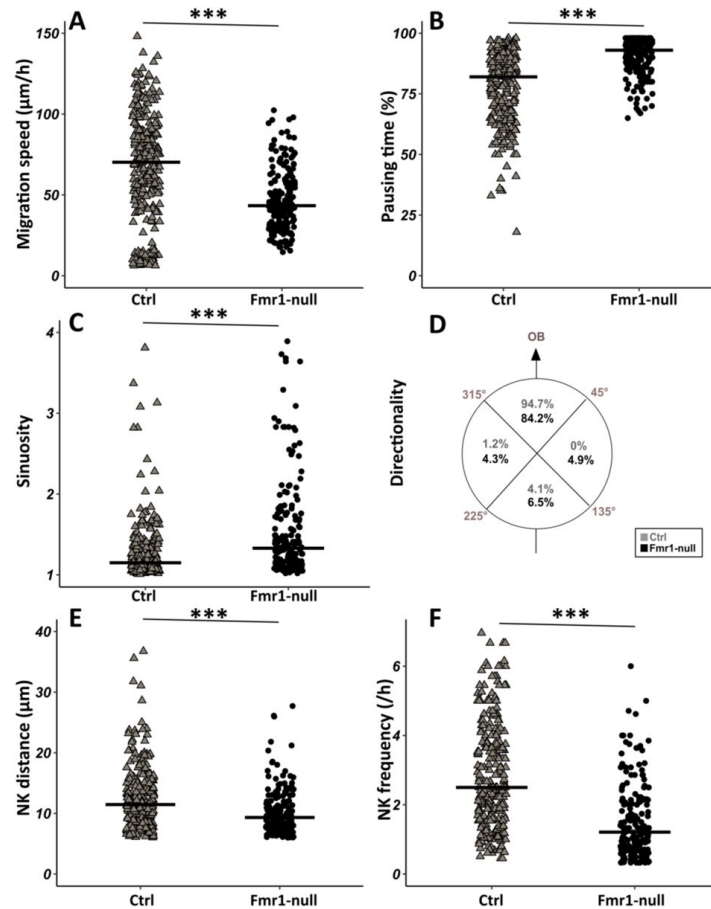 A
***
Migration speed (µm/h)
150
100
50
0
Ctrl
Fmr1-null
B
***
Pausing time (%)
100
75
50
25
0
Ctrl
Fmr1-null
C
***
Sinuosity
4
3
2
1
Ctrl
Fmr1-null
D
Directionality
OB
315°
45°
94.7%
84.2%
1.2%
4.3%
0%
4.9%
4.1%
6.5%
225°
135°
Ctrl
Fmr1-null
E
***
NK distance (µm)
40
30
20
10
0
Ctrl
Fmr1-null
F
***
NK frequency (/h)
6
4
2
0
Ctrl
Fmr1-null